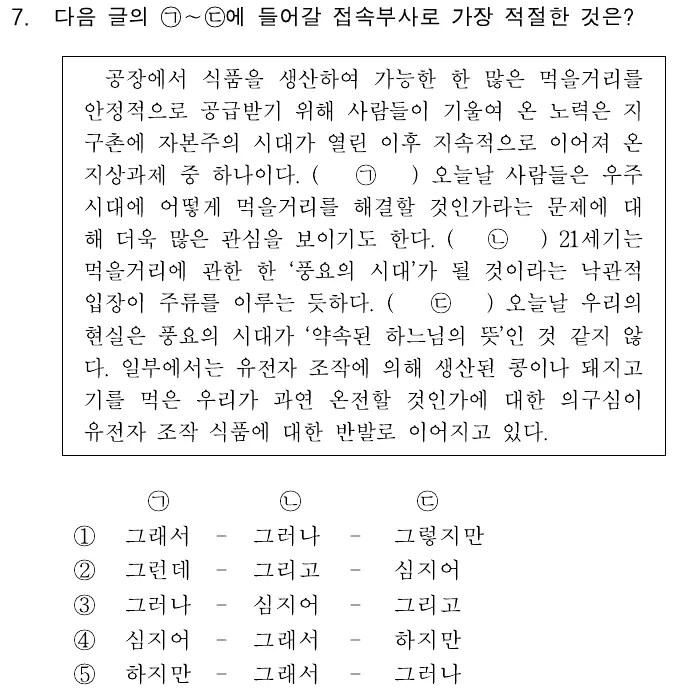 7. 다음 글의 ㉠～㉢에 들어갈 접속부사로 가장 적절한 것은?
공장에서 식품을 생산하여 가능한 한 많은 먹을거리를
안정적으로 공급받기 위해 사람들이 기울여 온 노력은 지
구촌에 자본주의 시대가 열린 이후 지속적으로 이어져 온
지상과제 중 하나이다. ( ㉠ ) 오늘날 사람들은 우주
시대에 어떻게 먹을거리를 해결할 것인가라는 문제에 대
해 더욱 많은 관심을 보이기도 한다. ( ㉡ ) 21세기는
먹을거리에 관한 한 ‘풍요의 시대’가 될 것이라는 낙관적
입장이 주류를 이루는 듯하다. ( ㉢ ) 오늘날 우리의
현실은 풍요의 시대가 ‘약속된 하느님의 뜻’인 것 같지 않
다. 일부에서는 유전자 조작에 의해 생산된 콩이나 돼지고
기를 먹은 우리가 과연 온전할 것인가에 대한 의구심이
유전자 조작 식품에 대한 반발로 이어지고 있다.
㉠ ㉡ ㉢
① 그래서 － 그러나 － 그렇지만
② 그런데 － 그리고 － 심지어
③ 그러나 － 심지어 － 그리고
④ 심지어 － 그래서 － 하지만
⑤ 하지만 － 그래서 － 그러나